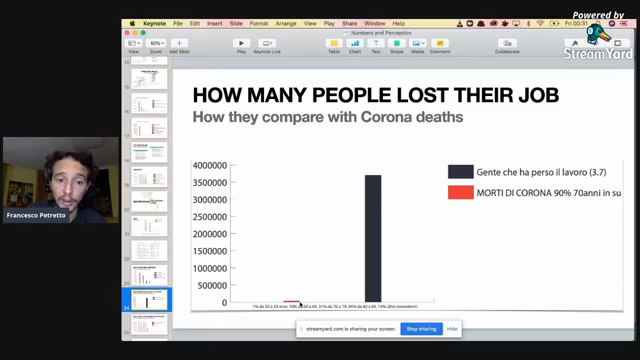 Powered by
StreamYard
Keynote File Edit Insert Slide Format Arrange View Play Share Window Help
Fri 00:31
Numbers and Perception
60%
View Zoom Add Slide Play Keynote Live Table Chart Text Shape Media Comment Collaborate
HOW MANY PEOPLE LOST THEIR JOB
How they compare with Corona deaths
4000000
3500000
3000000
2500000
2000000
1500000
1000000
500000
0
Gente che ha perso il lavoro (3.7)
MORTI DI CORONA 90% 70anni in su
Francesco Petretto
streamyard.com is sharing your screen.
Stop sharing
Hide